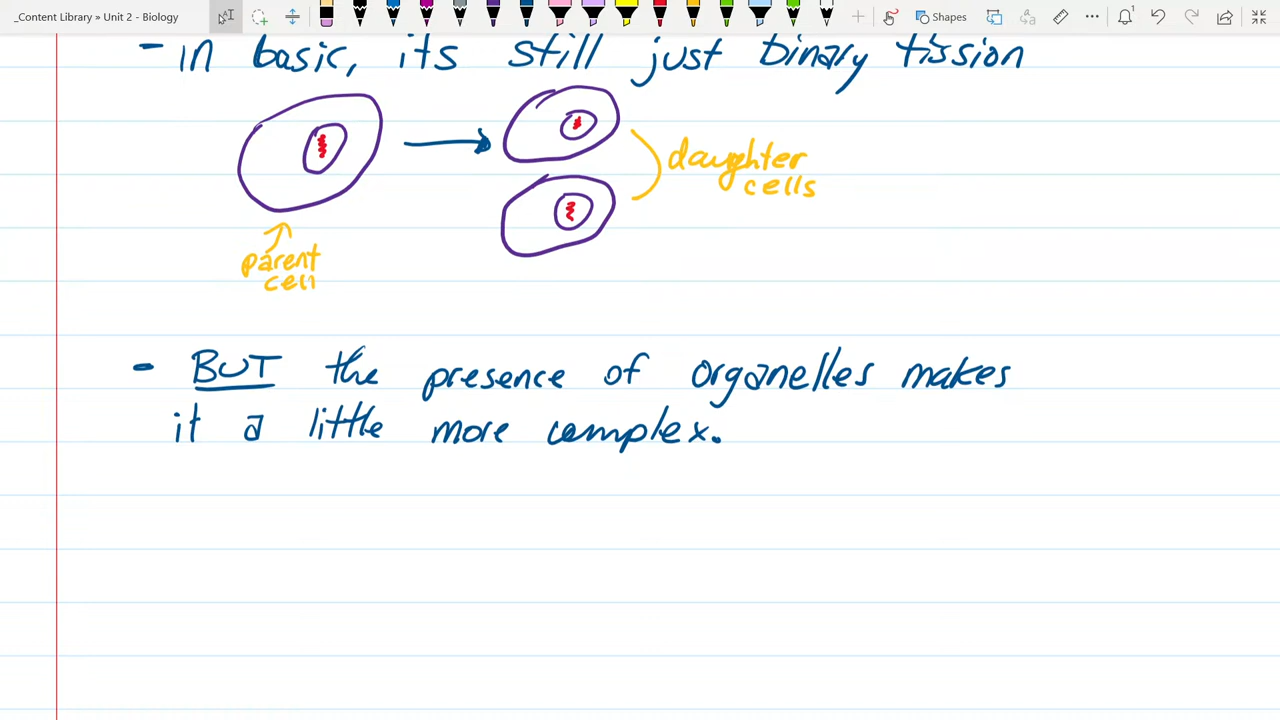 _Content Library » Unit 2 - Biology
Shapes
- in basic, its still just binary fission
daughter
cells
parent
cell
- BUT the presence of organelles makes
it a little more complex.